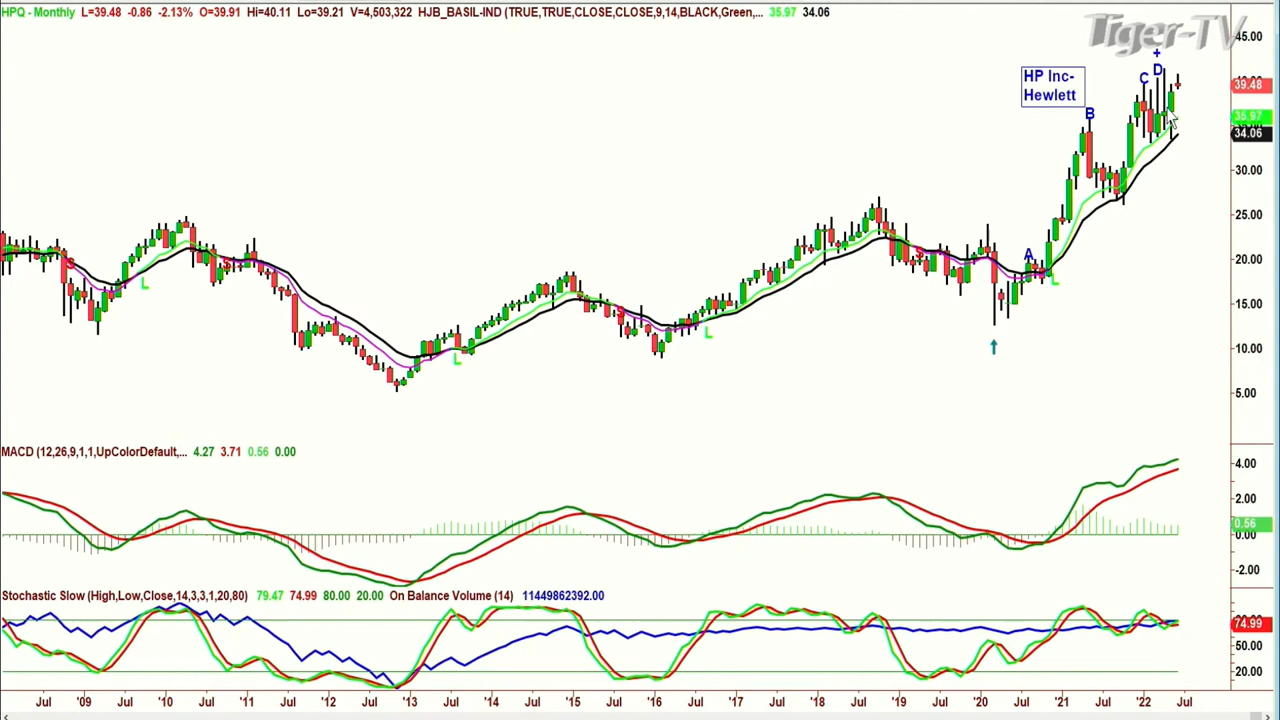 HPQ - Monthly L=39.48 -0.86 -2.13% O=39.91 Hi=40.11 Lo=39.21 V=4,503,322 HJB_BASIL-IND (TRUE,TRUE,CLOSE,CLOSE,9,14,BLACK,Green,... 35.97 34.06
Tiger-TV
45.00
+
D
C
HP Inc-
Hewlett
39.48
B
35.97
34.06
30.00
25.00
20.00
S
S
S
A
L
L
15.00
S
L
10.00
L
5.00
MACD (12,26,9,1,1,UpColorDefault,... 4.27 3.71 0.56 0.00
4.00
2.00
0.56
0.00
-2.00
Stochastic Slow (High,Low,Close,14,3,3,1,20,80) 79.47 74.99 80.00 20.00 On Balance Volume (14) 11449862392.00
74.99
50.00
20.00
Jul '09 Jul '10 Jul '11 Jul '12 Jul '13 Jul '14 Jul '15 Jul '16 Jul '17 Jul '18 Jul '19 Jul '20 Jul '21 Jul '22 Jul